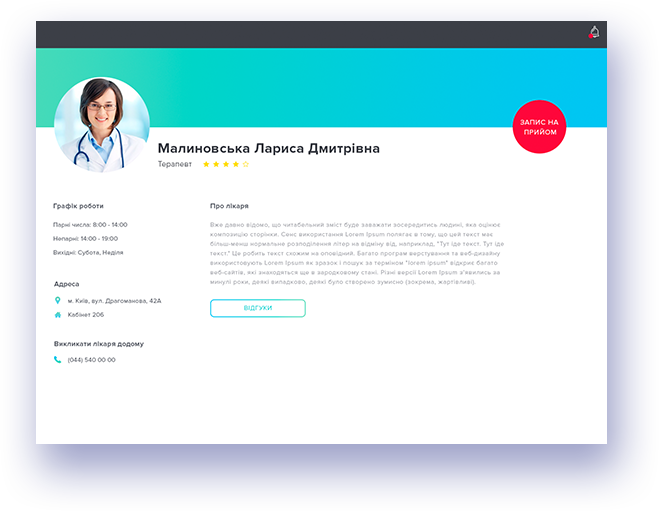 ЗАПИС НА
ПРИЙОМ
Малиновська Лариса Дмитрівна
Терапевт
Графік роботи
Парні числа: 8:00 - 14:00
Непарні: 14:00 - 19:00
Вихідні: Субота, Неділя
Адреса
м. Київ, вул. Драгоманова, 42А
Кабінет 206
Викликати лікаря додому
(044) 540 00 00
Про лікаря
Вже давно відомо, що читабельний зміст буде заважати зосередитись людині, яка оцінює
композицію сторінки. Сенс використання Lorem Ipsum полягає в тому, що цей текст має
більш-менш нормальне розподілення літер на відміну від, наприклад, "Тут іде текст. Тут іде
текст." Це робить текст схожим на оповідний. Багато програм верстування та веб-дизайну
використовують Lorem Ipsum як зразок і пошук за терміном "lorem ipsum" відкриє багато
веб-сайтів, які знаходяться ще в зародковому стані. Різні версії Lorem Ipsum з'явились за
минулі роки, деякі випадково, деякі було створено зумисно (зокрема, жартівливі).
ВІДГУКИ